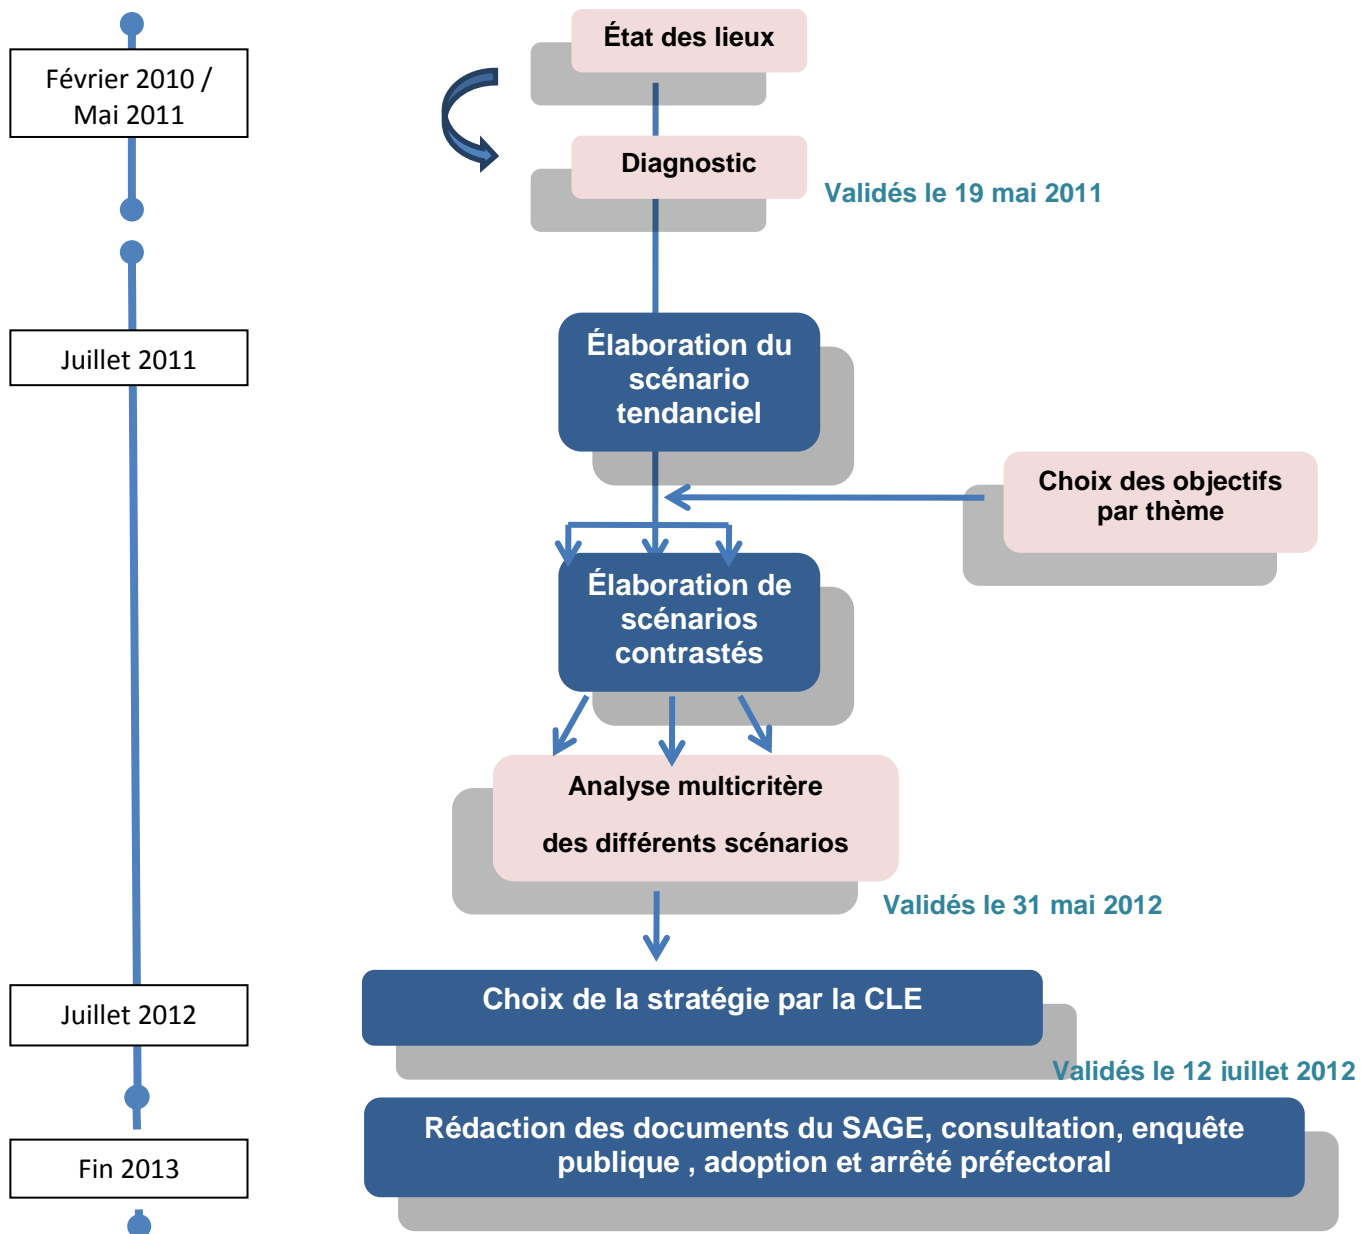 État des lieux
Février 2010 /
Mai 2011
Diagnostic
Validés le 19 mai 2011
Juillet 2011
Élaboration du
scénario
tendanciel
Choix des objectifs
par thème
Élaboration de
scénarios
contrastés
Analyse multicritère
des différents scénarios
Validés le 31 mai 2012
Juillet 2012
Choix de la stratégie par la CLE
Validés le 12 juillet 2012
Fin 2013
Rédaction des documents du SAGE, consultation, enquête
publique , adoption et arrêté préfectoral